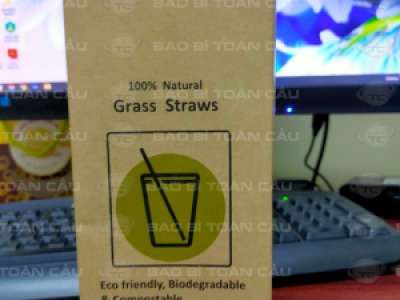 100% Natural
Grass Straws
Eco friendly, Biodegradable
& Compostable
BAO BÌ TOÀN CẦU